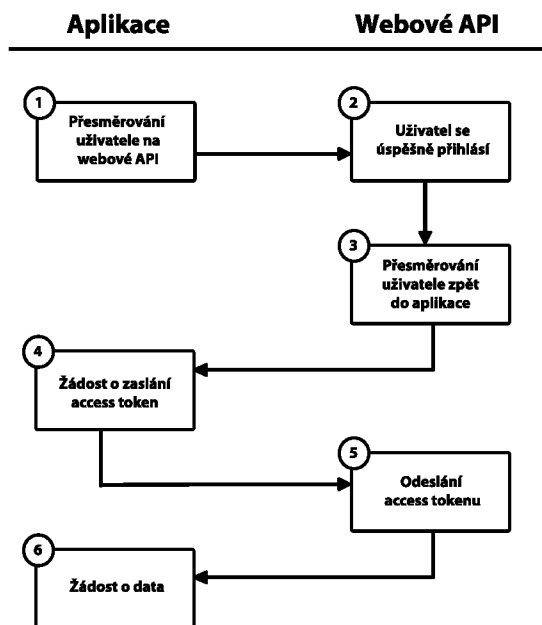 Aplikace
Webové API
1
Přesměrování
uživatele na
webové API
2
Uživatel se
úspěšně přihlásí
3
Přesměrování
uživatele zpět
do aplikace
4
Žádost o zaslání
access token
5
Odeslání
access tokenu
6
Žádost o data